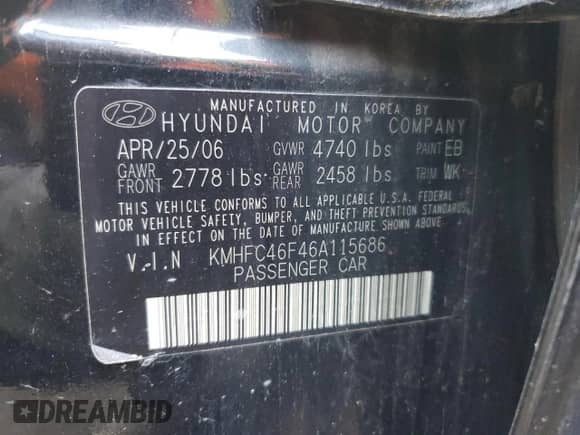 MANUFACTURED IN KOREA BY
HYUNDAI MOTOR COMPANY
APR/25/06 GVWR 4740 lbs PAINT EB
GAWR FRONT 2778 lbs GAWR REAR 2458 lbs TRIM WK
THIS VEHICLE CONFORMS TO ALL APPLICABLE U.S.A. FEDERAL
MOTOR VEHICLE SAFETY, BUMPER, AND THEFT PREVENTION STANDARDS
IN EFFECT ON THE DATE OF MANUFACTURE SHOWN ABOVE.
V.I.N KMHFC46F46A115686
PASSENGER CAR
DREAMBID